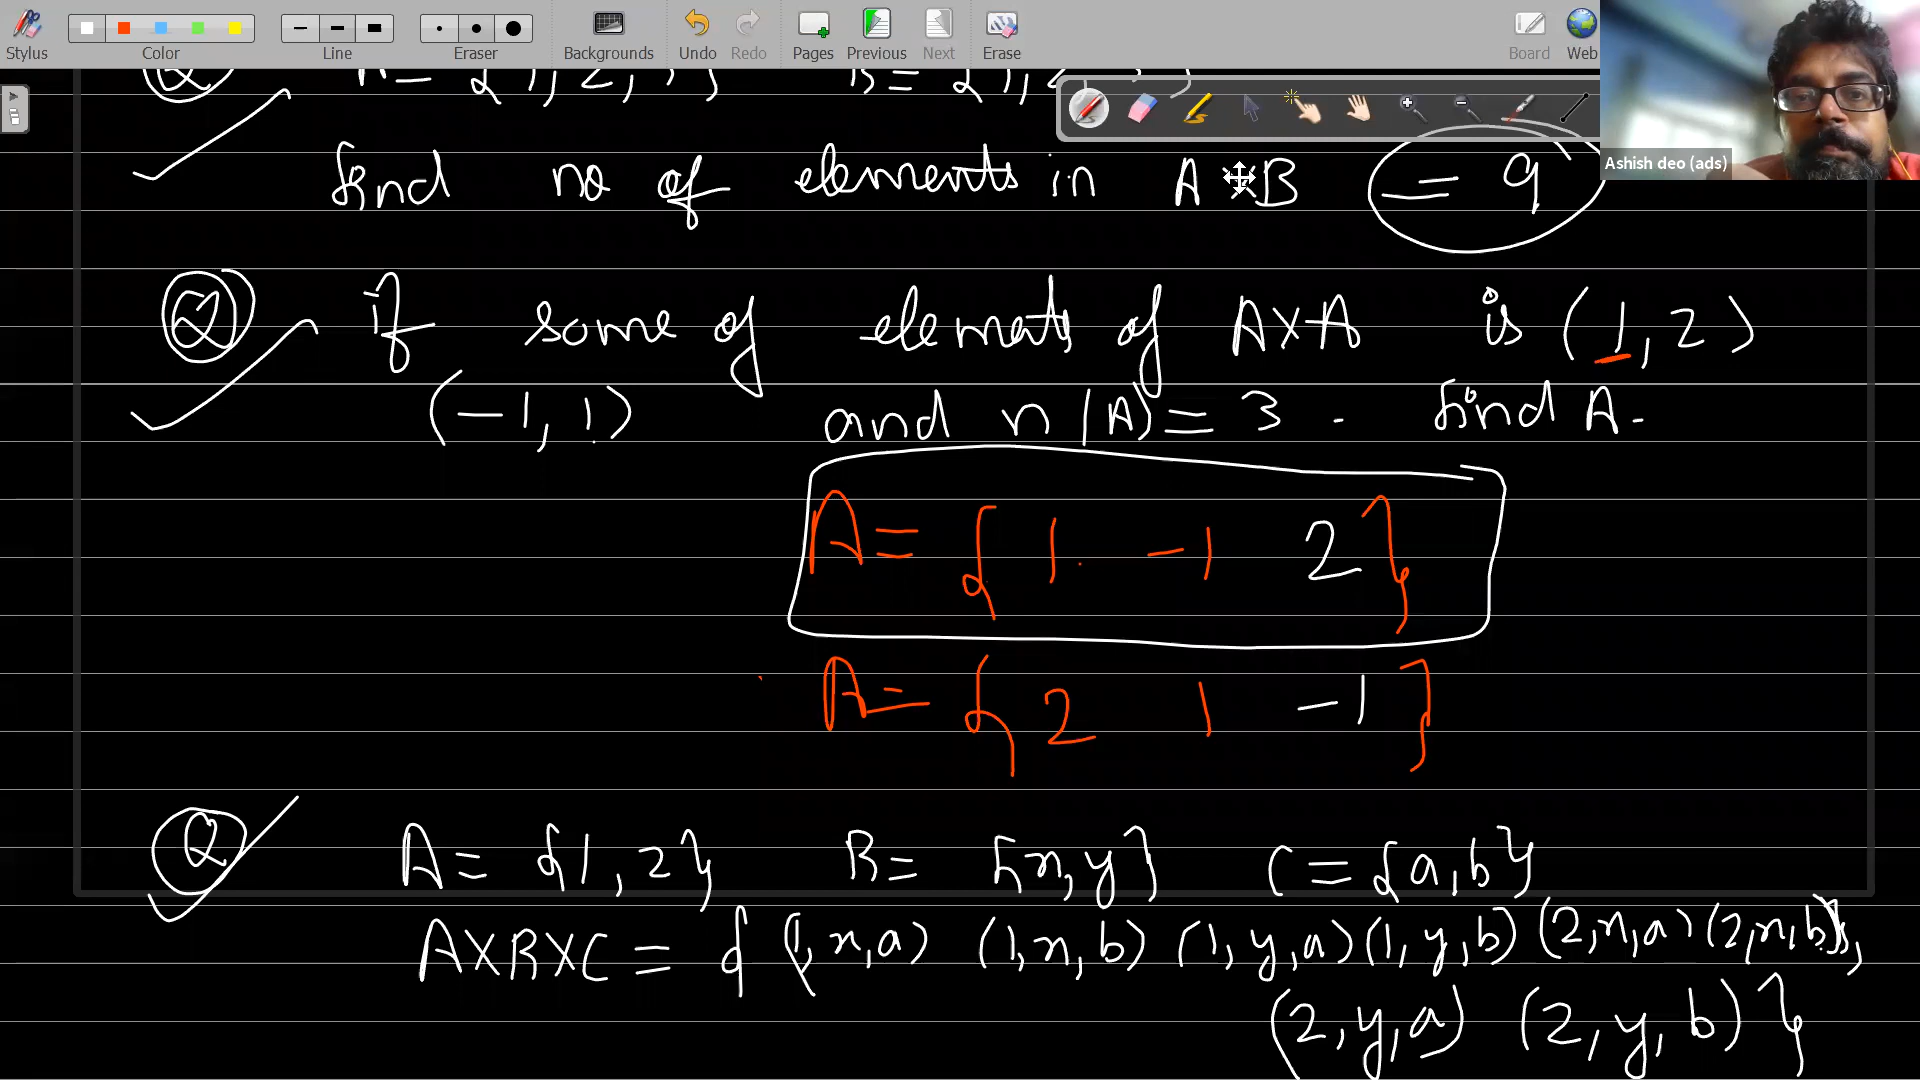 Stylus Color Line Eraser Backgrounds Undo Redo Pages Previous Next Erase Board Web
Ashish deo (ads)
Q
find no of elements in A × B = 9
Q if some of elements of A×A is (1, 2)
(-1, 1) and n(A) = 3. find A.
A = { 1 -1 2 }
A = { 2 1 -1 }
Q A = {1, 2} B = {n, y} C = {a, b}
A×B×C = { (1, n, a) (1, n, b) (1, y, a) (1, y, b) (2, n, a) (2, n, b),
(2, y, a) (2, y, b) }